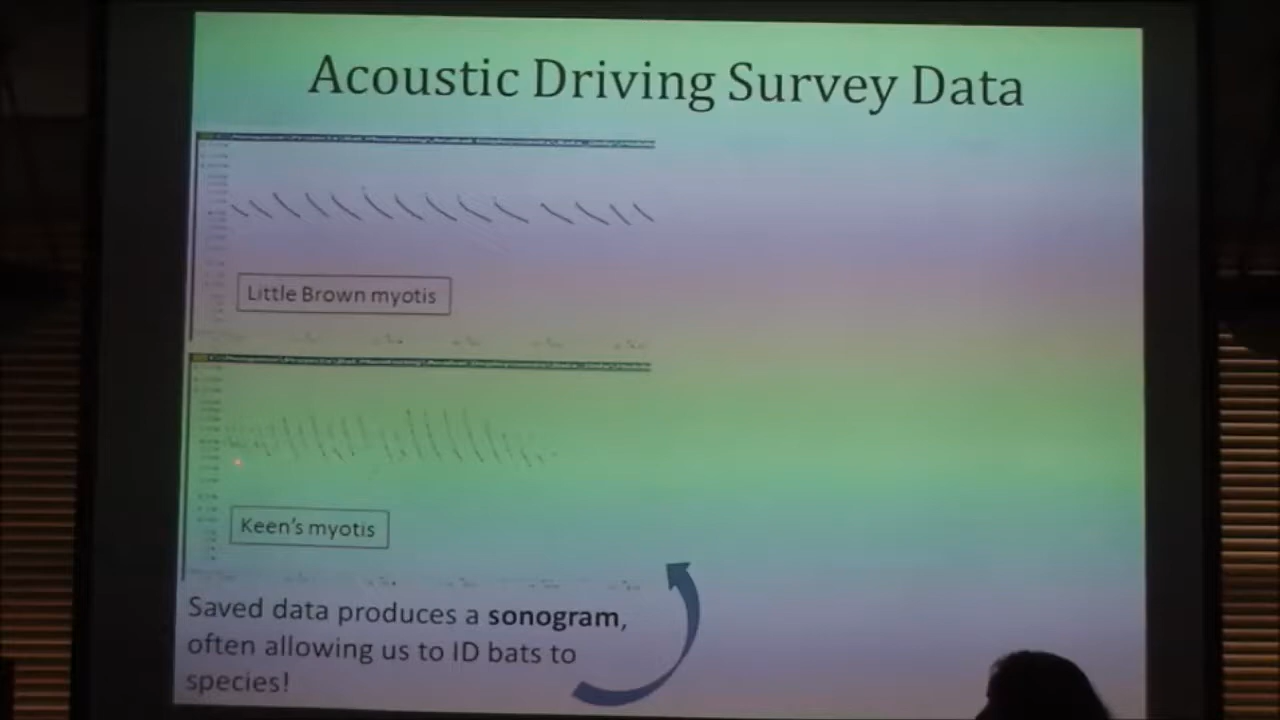 Acoustic Driving Survey Data
Little Brown myotis
Keen's myotis
Saved data produces a sonogram,
often allowing us to ID bats to
species!